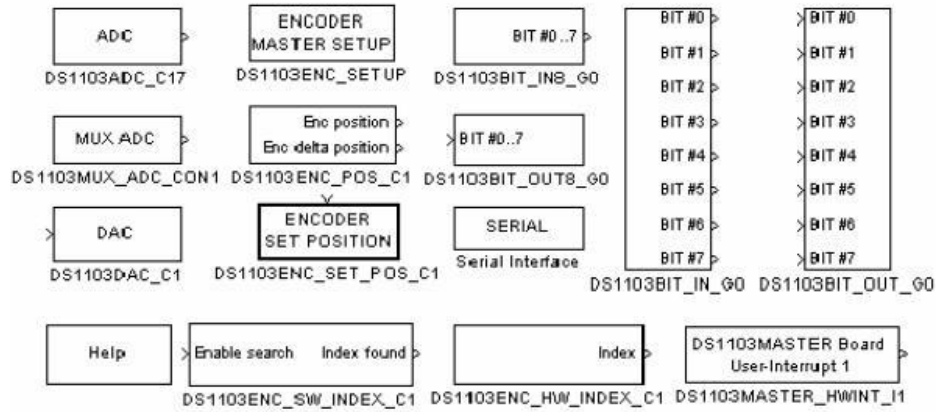 ADC
DS1103ADC_C17
ENCODER
MASTER SETUP
DS1103ENC_SETUP
BIT #0..7
DS1103BIT_IN8_G0
MUX ADC
DS1103MUX_ADC_CON1
Enc position
Enc delta position
DS1103ENC_POS_C1
BIT #0..7
DS1103BIT_OUT8_G0
DAC
DS1103DAC_C1
ENCODER
SET POSITION
DS1103ENC_SET_POS_C1
SERIAL
Serial Interface
BIT #0
BIT #1
BIT #2
BIT #3
BIT #4
BIT #5
BIT #6
BIT #7
DS1103BIT_IN_G0
BIT #0
BIT #1
BIT #2
BIT #3
BIT #4
BIT #5
BIT #6
BIT #7
DS1103BIT_OUT_G0
Help
Enable search Index found
DS1103ENC_SW_INDEX_C1
Index
DS1103ENC_HW_INDEX_C1
DS1103MASTER Board
User-Interrupt 1
DS1103MASTER_HWINT_I1